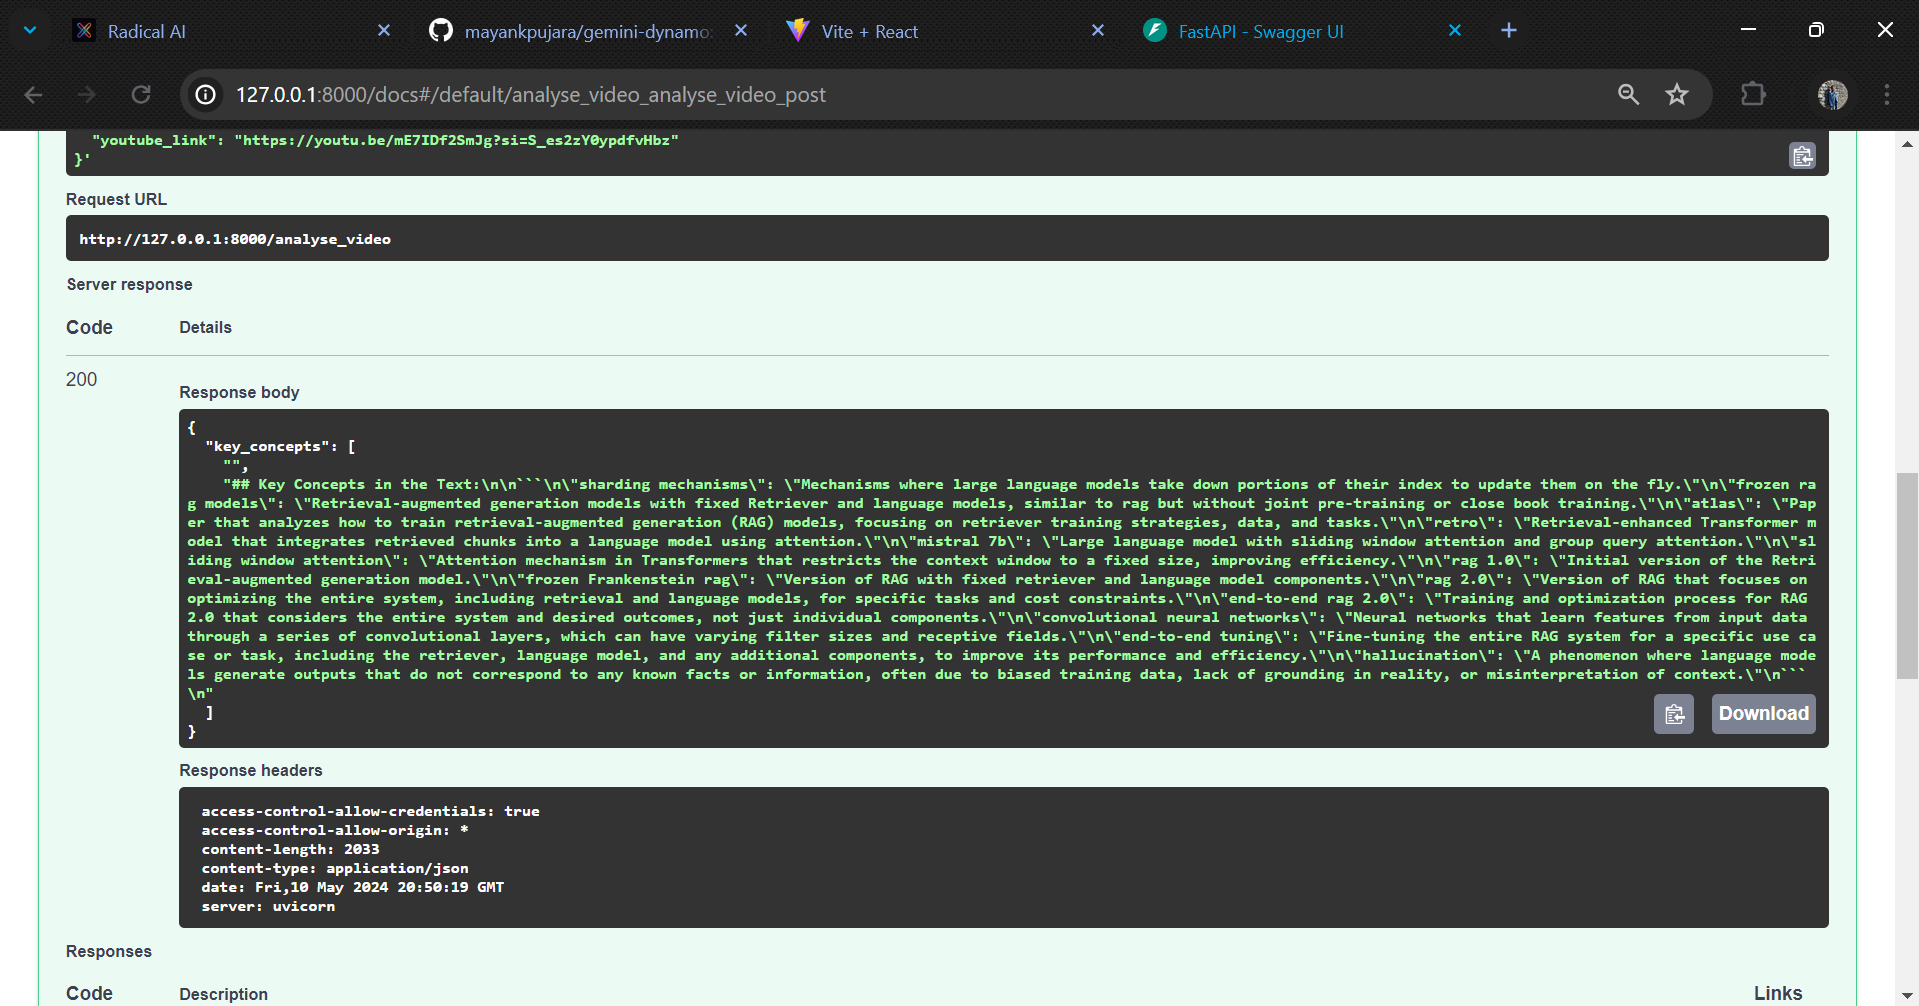 Radical AI
mayankpujara/gemini-dynamo:
Vite + React
FastAPI - Swagger UI
127.0.0.1:8000/docs#/default/analyse_video_analyse_video_post
"youtube_link": "https://youtu.be/mE7IDf2SmJg?si=S_es2zY0ypdfvHbz"
}'
Request URL
http://127.0.0.1:8000/analyse_video
Server response
Code Details
200
Response body
{
"key_concepts": [
"",
"## Key Concepts in the Text:\n\n```\n\"sharding mechanisms\": \"Mechanisms where large language models take down portions of their index to update them on the fly.\"\n\"frozen ra
g models\": \"Retrieval-augmented generation models with fixed Retriever and language models, similar to rag but without joint pre-training or close book training.\"\n\"atlas\": \"Pap
er that analyzes how to train retrieval-augmented generation (RAG) models, focusing on retriever training strategies, data, and tasks.\"\n\"retro\": \"Retrieval-enhanced Transformer m
odel that integrates retrieved chunks into a language model using attention.\"\n\"mistral 7b\": \"Large language model with sliding window attention and group query attention.\"\n\"sl
iding window attention\": \"Attention mechanism in Transformers that restricts the context window to a fixed size, improving efficiency.\"\n\"rag 1.0\": \"Initial version of the Retri
eval-augmented generation model.\"\n\"frozen Frankenstein rag\": \"Version of RAG with fixed retriever and language model components.\"\n\"rag 2.0\": \"Version of RAG that focuses on
optimizing the entire system, including retrieval and language models, for specific tasks and cost constraints.\"\n\"end-to-end rag 2.0\": \"Training and optimization process for RAG
2.0 that considers the entire system and desired outcomes, not just individual components.\"\n\"convolutional neural networks\": \"Neural networks that learn features from input data
through a series of convolutional layers, which can have varying filter sizes and receptive fields.\"\n\"end-to-end tuning\": \"Fine-tuning the entire RAG system for a specific use ca
se or task, including the retriever, language model, and any additional components, to improve its performance and efficiency.\"\n\"hallucination\": \"A phenomenon where language mode
ls generate outputs that do not correspond to any known facts or information, often due to biased training data, lack of grounding in reality, or misinterpretation of context.\"\n```
\n"
]
}
Download
Response headers
access-control-allow-credentials: true
access-control-allow-origin: *
content-length: 2033
content-type: application/json
date: Fri,10 May 2024 20:50:19 GMT
server: uvicorn
Responses
Code Description Links